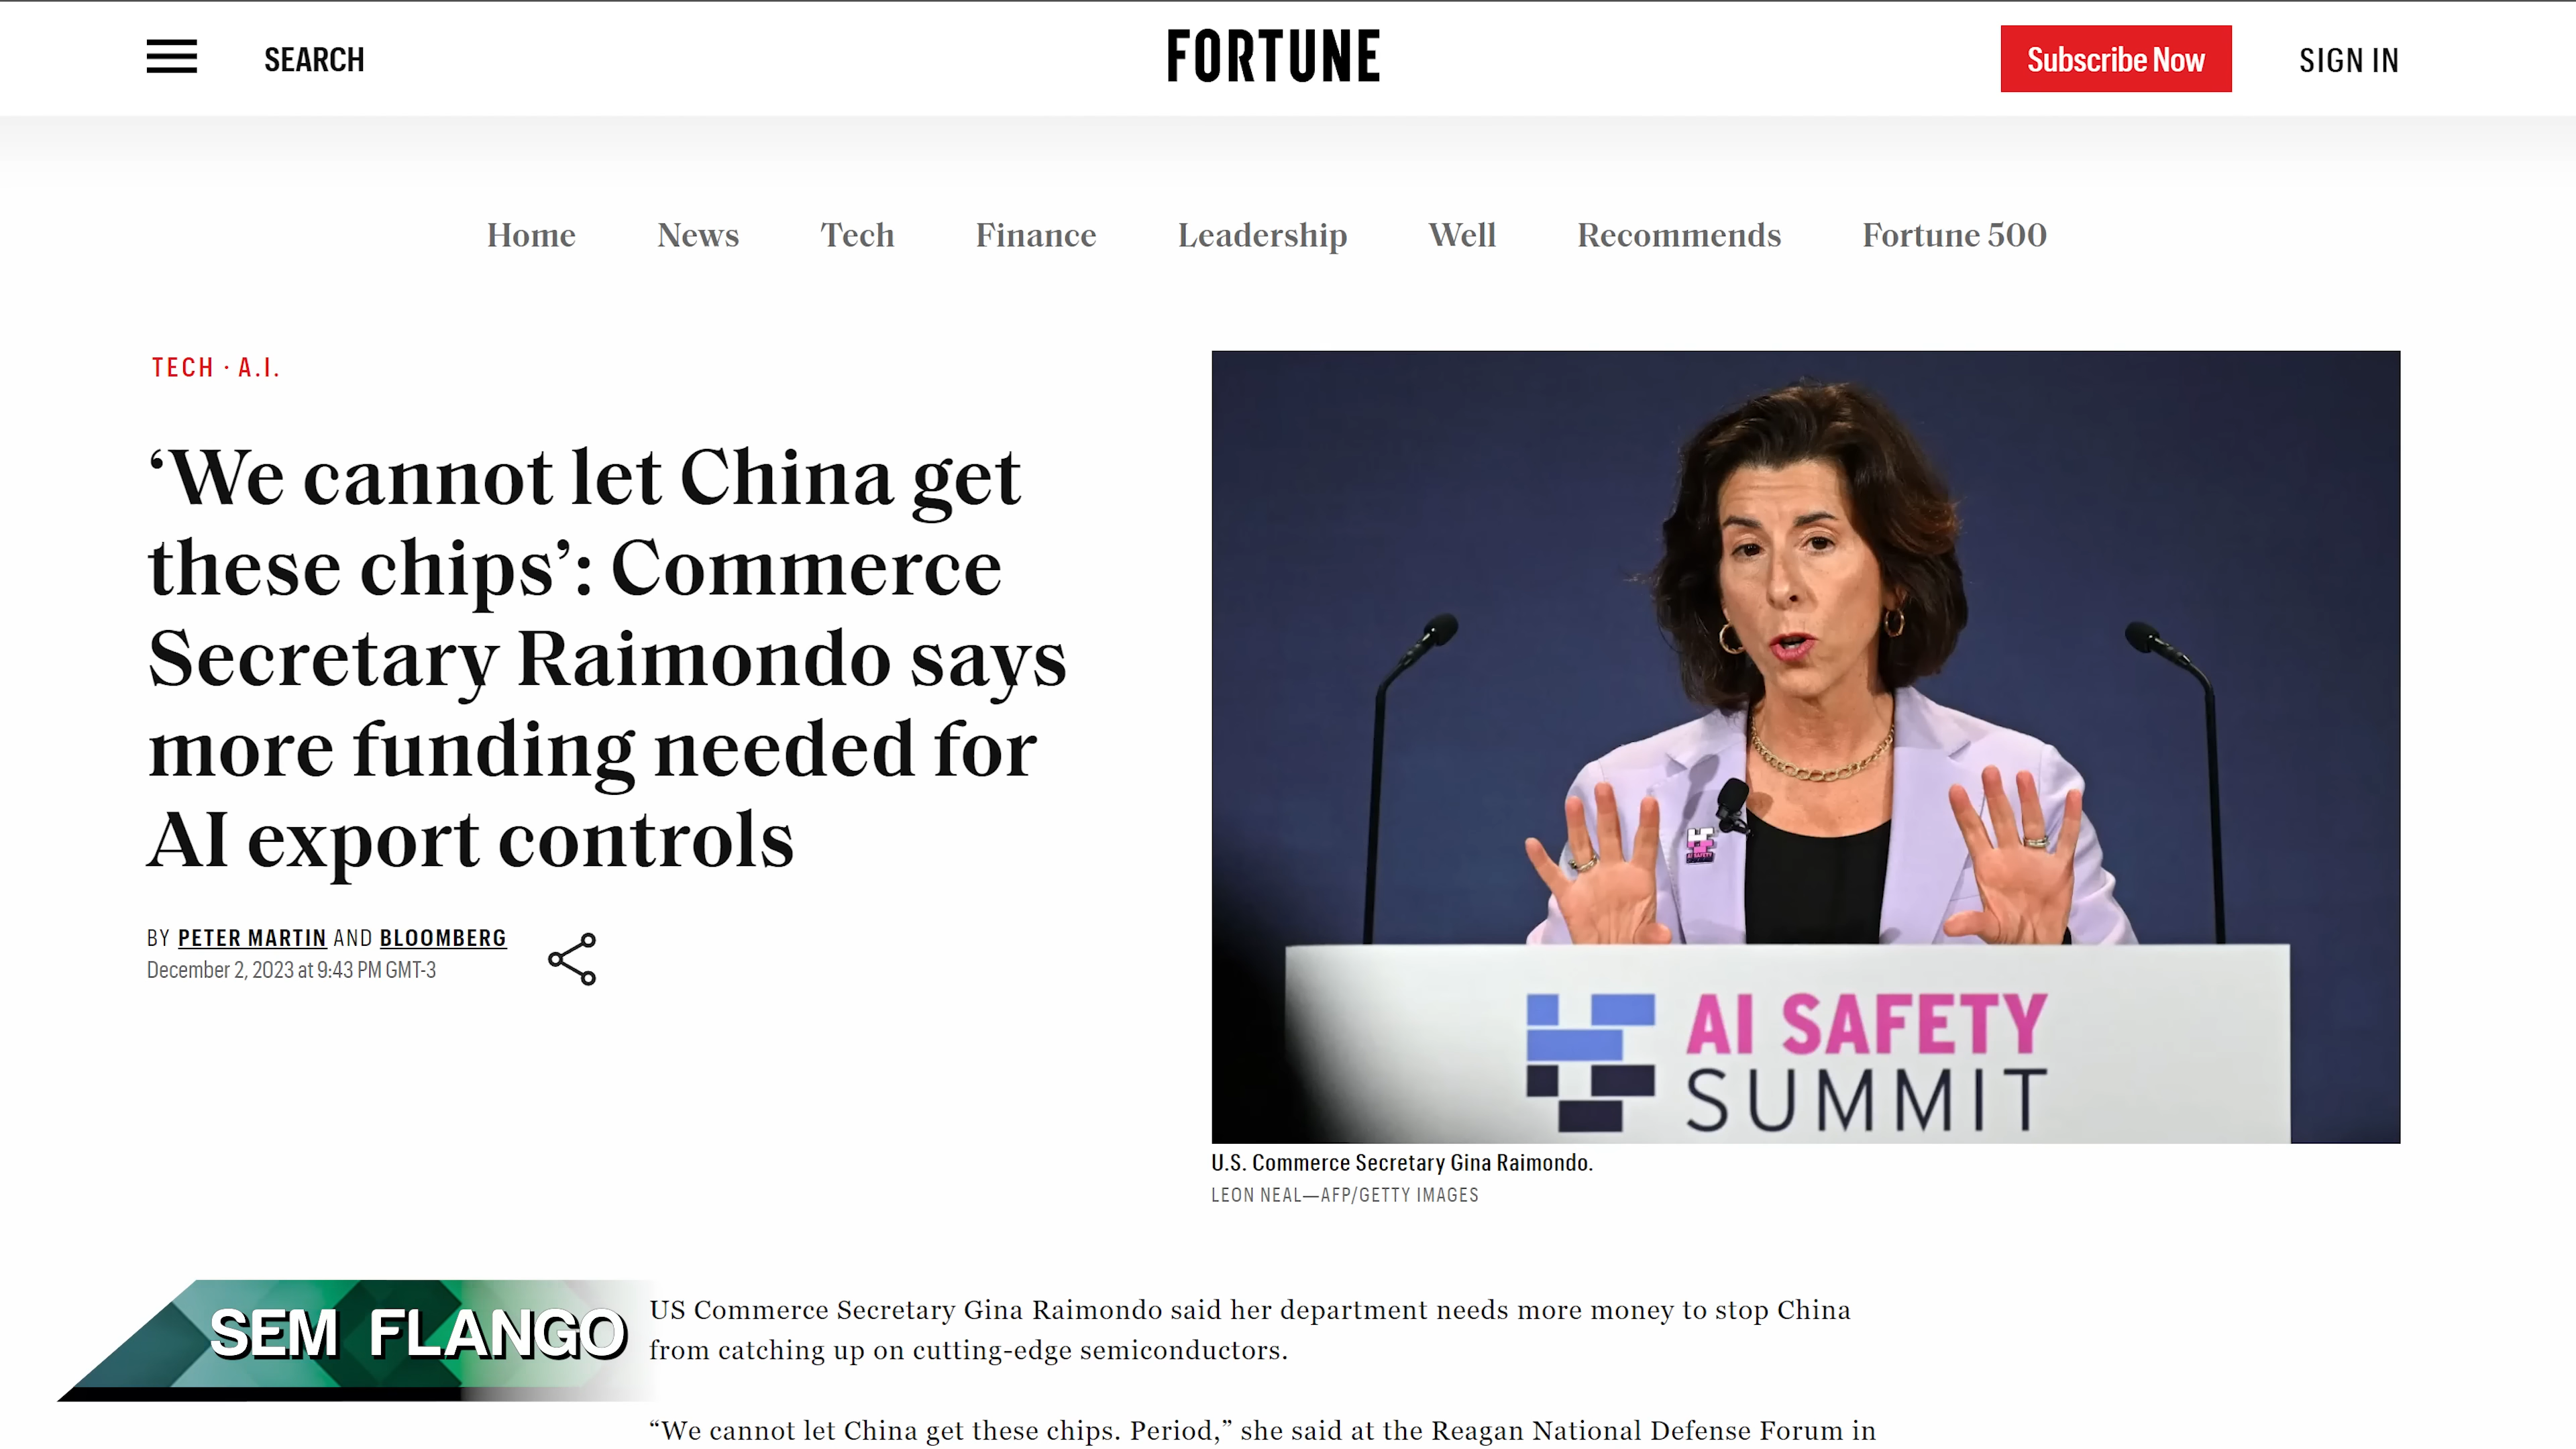 SEARCH
FORTUNE
Subscribe Now
SIGN IN
Home
News
Tech
Finance
Leadership
Well
Recommends
Fortune 500
TECH · A.I.
‘We cannot let China get
these chips’: Commerce
Secretary Raimondo says
more funding needed for
AI export controls
BY PETER MARTIN AND BLOOMBERG
December 2, 2023 at 9:43 PM GMT-3
AI SAFETY
AI SAFETY
SUMMIT
U.S. Commerce Secretary Gina Raimondo.
LEON NEAL—AFP/GETTY IMAGES
SEM FLANGO
US Commerce Secretary Gina Raimondo said her department needs more money to stop China
from catching up on cutting-edge semiconductors.
“We cannot let China get these chips. Period,” she said at the Reagan National Defense Forum in